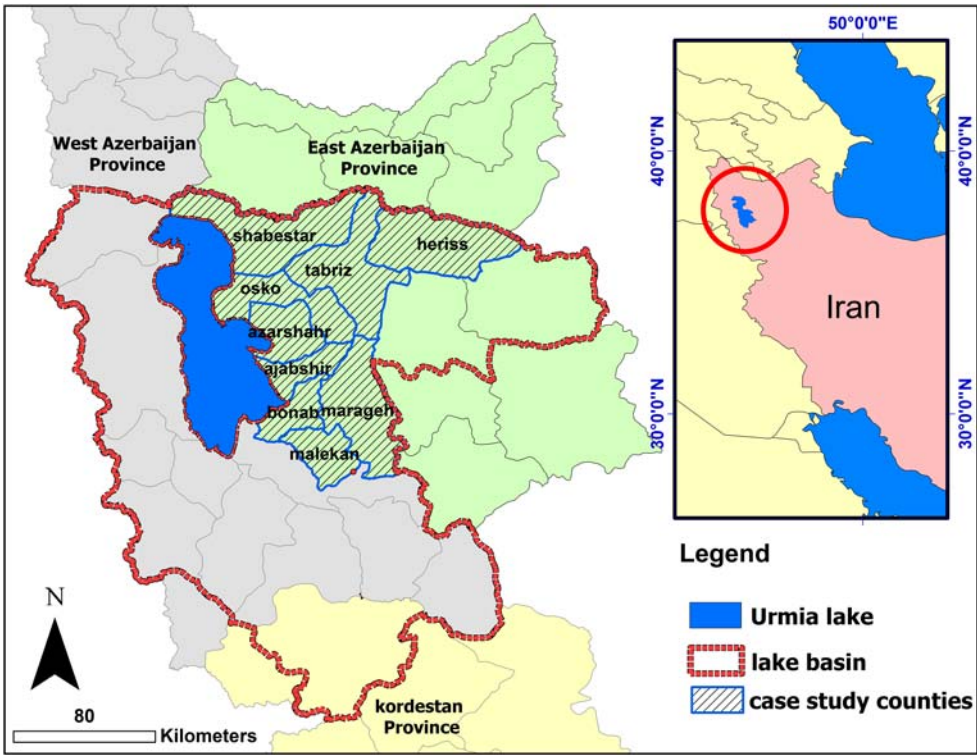 West Azerbaijan
Province
East Azerbaijan
Province
shabestar
heriss
tabriz
osko
azarshahr
ajabshir
bonab
marageh
malekan
N
80
Kilometers
kordestan
Province
50°0'0"E
40°0'0"N
40°0'0"N
30°0'0"N
30°0'0"N
Iran
Legend
Urmia lake
lake basin
case study counties